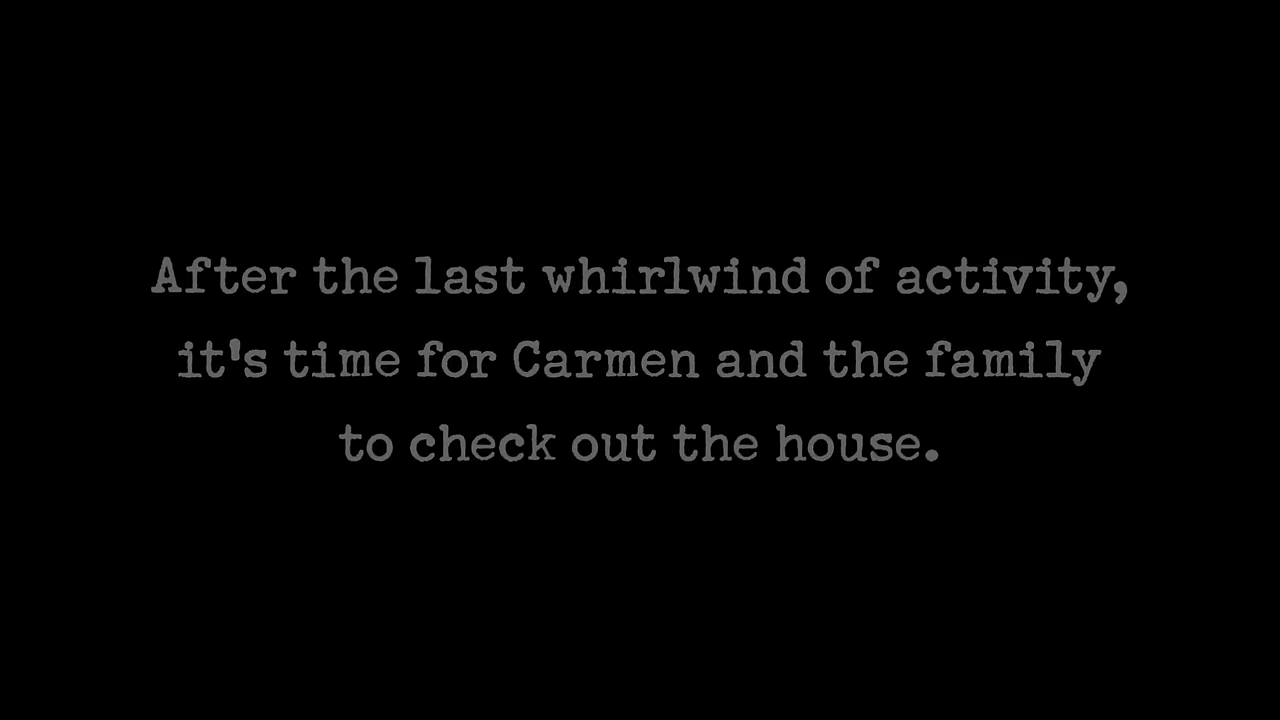 After the last whirlwind of activity,
it's time for Carmen and the family
to check out the house.